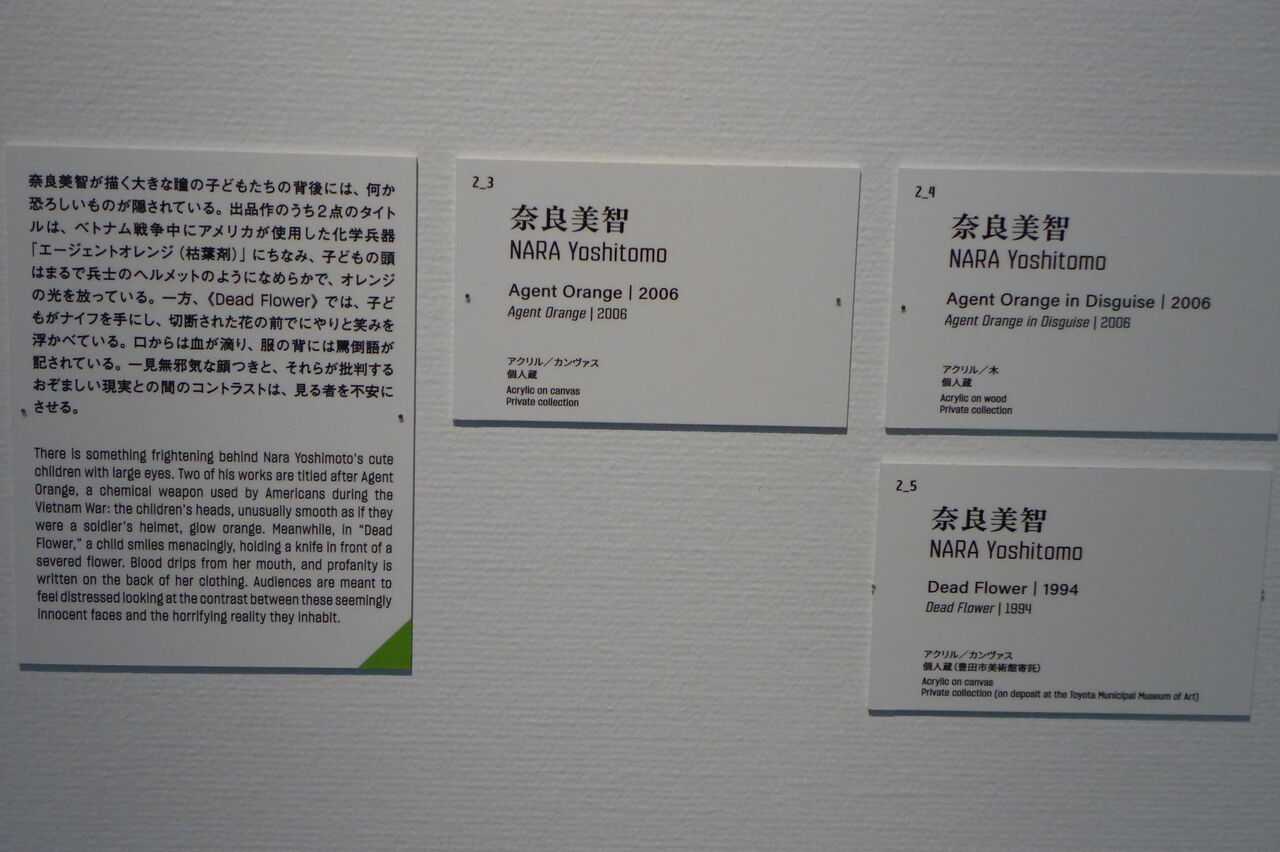 奈良美智が描く大きな瞳の子どもたちの背後には、何か
恐ろしいものが隠されている。出品作のうち2点のタイト
ルは、ベトナム戦争中にアメリカが使用した化学兵器
「エージェントオレンジ（枯葉剤）」にちなみ、子どもの頭
はまるで兵士のヘルメットのようになめらかで、オレンジ
の光を放っている。一方、《Dead Flower》では、子ど
もがナイフを手にし、切断された花の前でにやりと笑みを
浮かべている。口からは血が滴り、服の背には罵倒語が
記されている。一見無邪気な顔つきと、それらが批判する
おぞましい現実との間のコントラストは、見る者を不安に
させる。
There is something frightening behind Nara Yoshimoto's cute
children with large eyes. Two of his works are titled after Agent
Orange, a chemical weapon used by Americans during the
Vietnam War: the children's heads, unusually smooth as if they
were a soldier's helmet, glow orange. Meanwhile, in "Dead
Flower," a child smiles menacingly, holding a knife in front of a
severed flower. Blood drips from her mouth, and profanity is
written on the back of her clothing. Audiences are meant to
feel distressed looking at the contrast between these seemingly
innocent faces and the horrifying reality they inhabit.
2_3
奈良美智
NARA Yoshitomo
Agent Orange | 2006
Agent Orange | 2006
アクリル／カンヴァス
個人蔵
Acrylic on canvas
Private collection
2_4
奈良美智
NARA Yoshitomo
Agent Orange in Disguise | 2006
Agent Orange in Disguise | 2006
アクリル／木
個人蔵
Acrylic on wood
Private collection
2_5
奈良美智
NARA Yoshitomo
Dead Flower | 1994
Dead Flower | 1994
アクリル／カンヴァス
個人蔵（豊田市美術館寄託）
Acrylic on canvas
Private collection (on deposit at the Toyota Municipal Museum of Art)